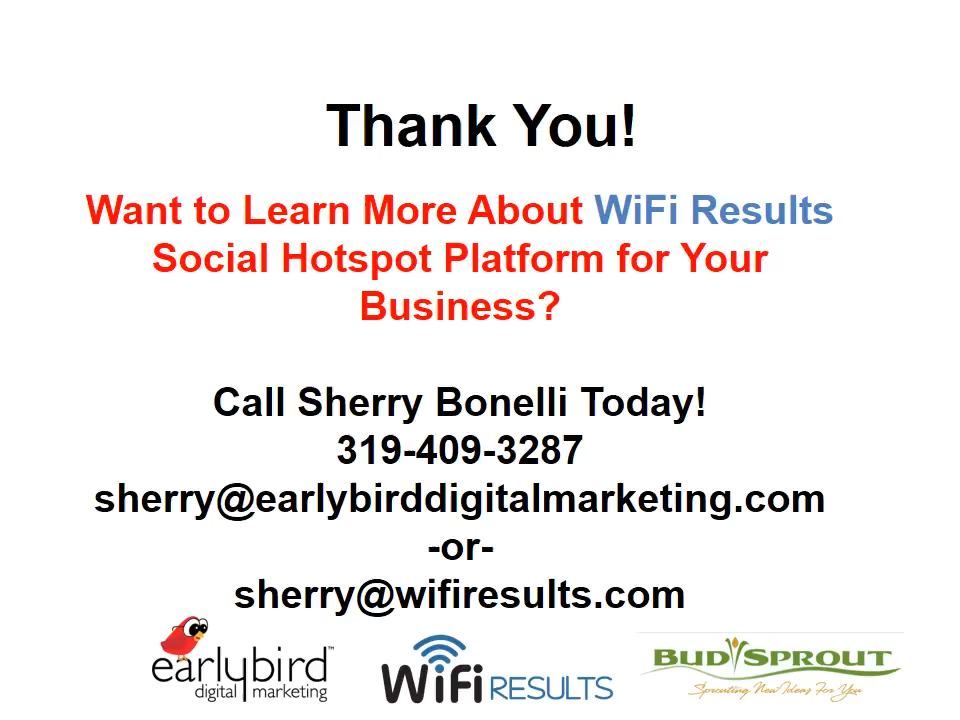 Thank You!
Want to Learn More About WiFi Results
Social Hotspot Platform for Your
Business?
Call Sherry Bonelli Today!
319-409-3287
sherry@earlybirddigitalmarketing.com
-or-
sherry@wifiresults.com
earlybird™
digital marketing
WiFi RESULTS
BUD SPROUT
Sprouting New Ideas For You